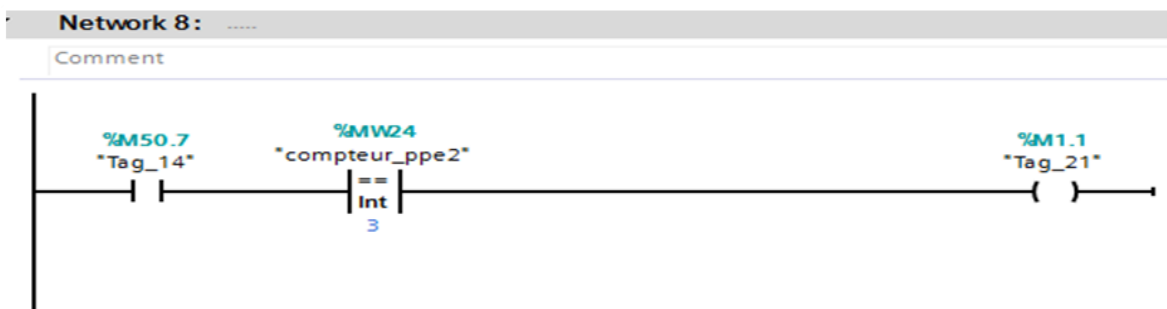 Network 8: .....
Comment
%M50.7
"Tag_14"
%MW24
"compteur_ppe2"
==
Int
3
%M1.1
"Tag_21"